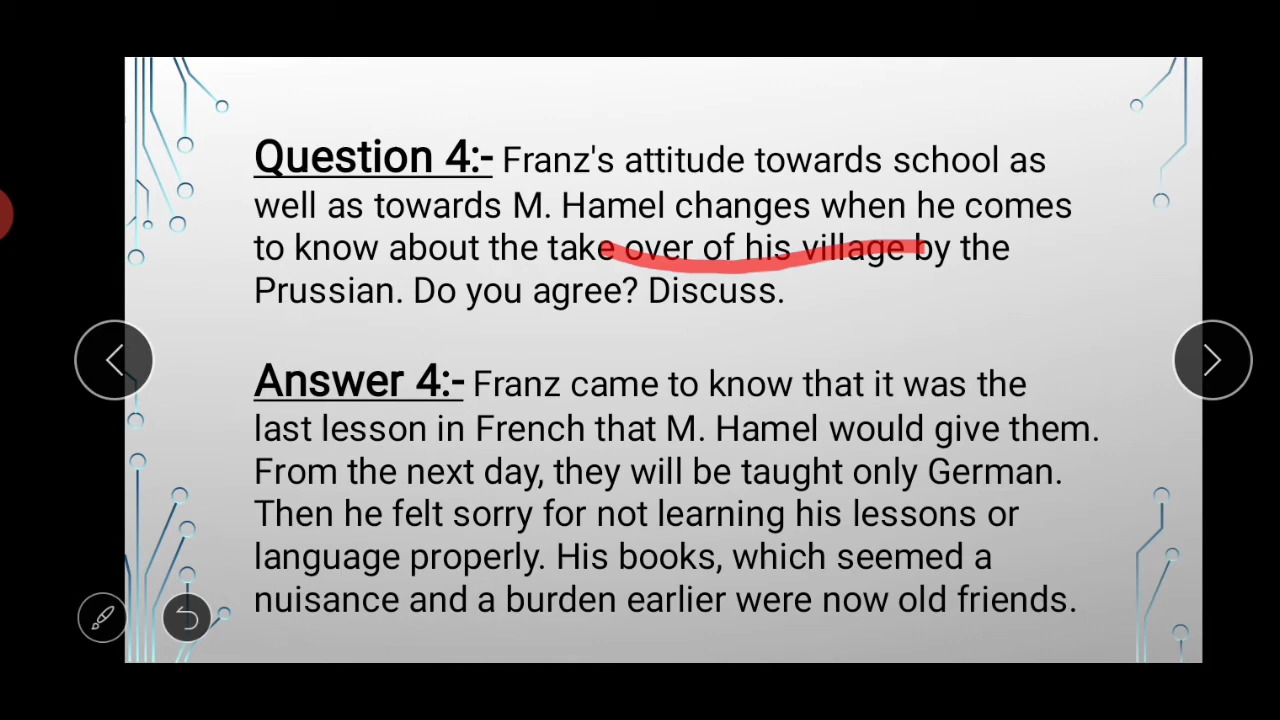 Question 4:- Franz's attitude towards school as
well as towards M. Hamel changes when he comes
to know about the take over of his village by the
Prussian. Do you agree? Discuss.
Answer 4:- Franz came to know that it was the
last lesson in French that M. Hamel would give them.
From the next day, they will be taught only German.
Then he felt sorry for not learning his lessons or
language properly. His books, which seemed a
nuisance and a burden earlier were now old friends.